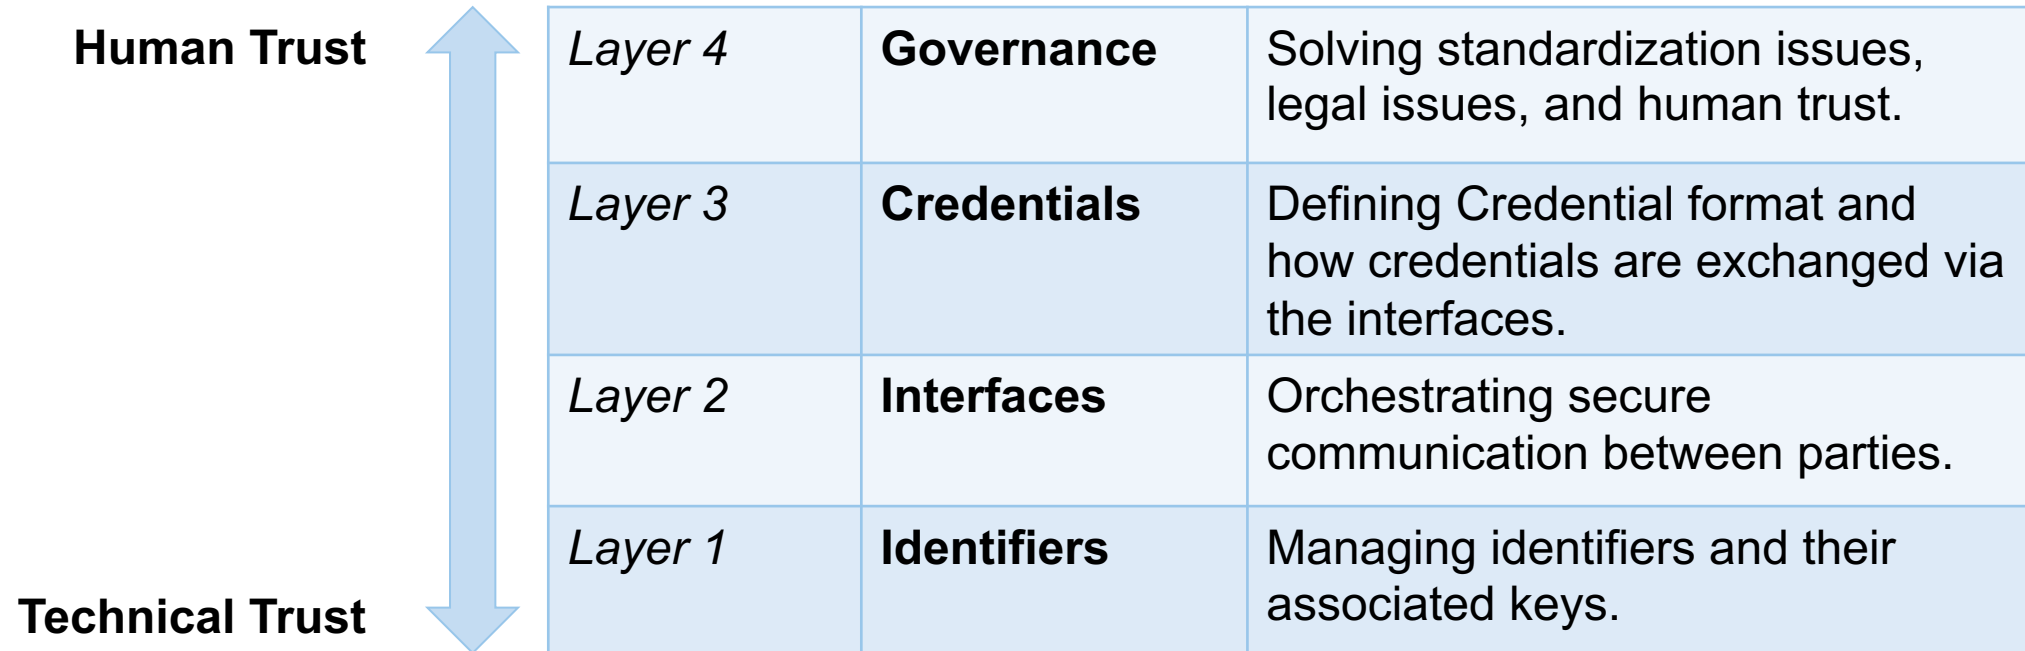 Human Trust
Layer 4
Governance
Solving standardization issues,
legal issues, and human trust.
Layer 3
Credentials
Defining Credential format and
how credentials are exchanged via
the interfaces.
Layer 2
Interfaces
Orchestrating secure
communication between parties.
Layer 1
Identifiers
Managing identifiers and their
associated keys.
Technical Trust